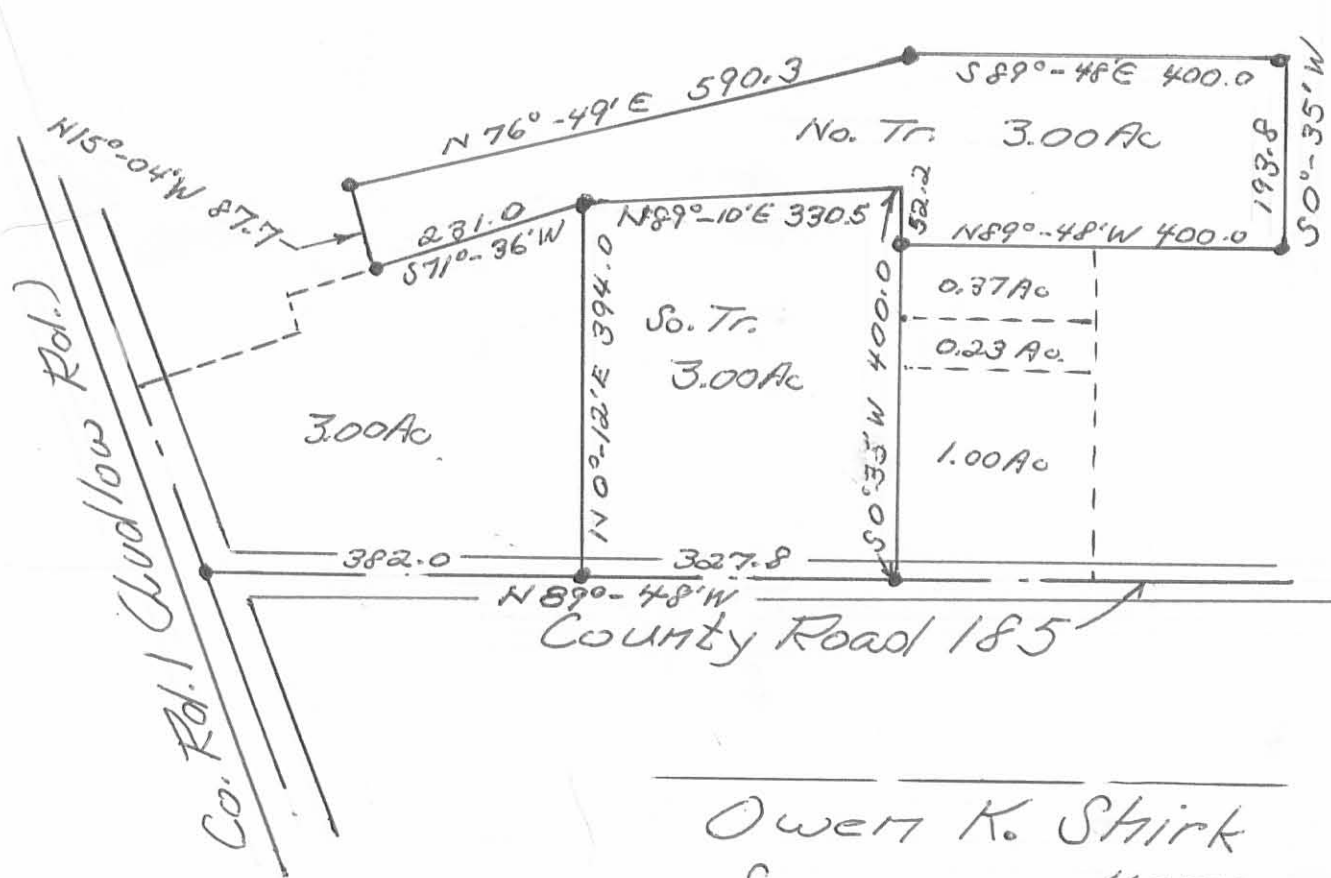 S 89° - 48'E 400.0
S0° - 35' W
N 76° - 49' E 590.3
193.8
No. Tr. 3.00 Ac
N15° - 04' W 87.7
231.0
S71° - 36' W
N89° - 10' E 330.5
52.2
N89° - 48' W 400.0
N 0° - 12' E 394.0
So. Tr.
3.00 Ac
400.0
0.37 Ac
0.23 Ac.
1.00 Ac
3.00 Ac
382.0
327.8
N 89° - 48' W
County Road 185
Co. Rd. 1
Rd.)
Owen K. Shirk